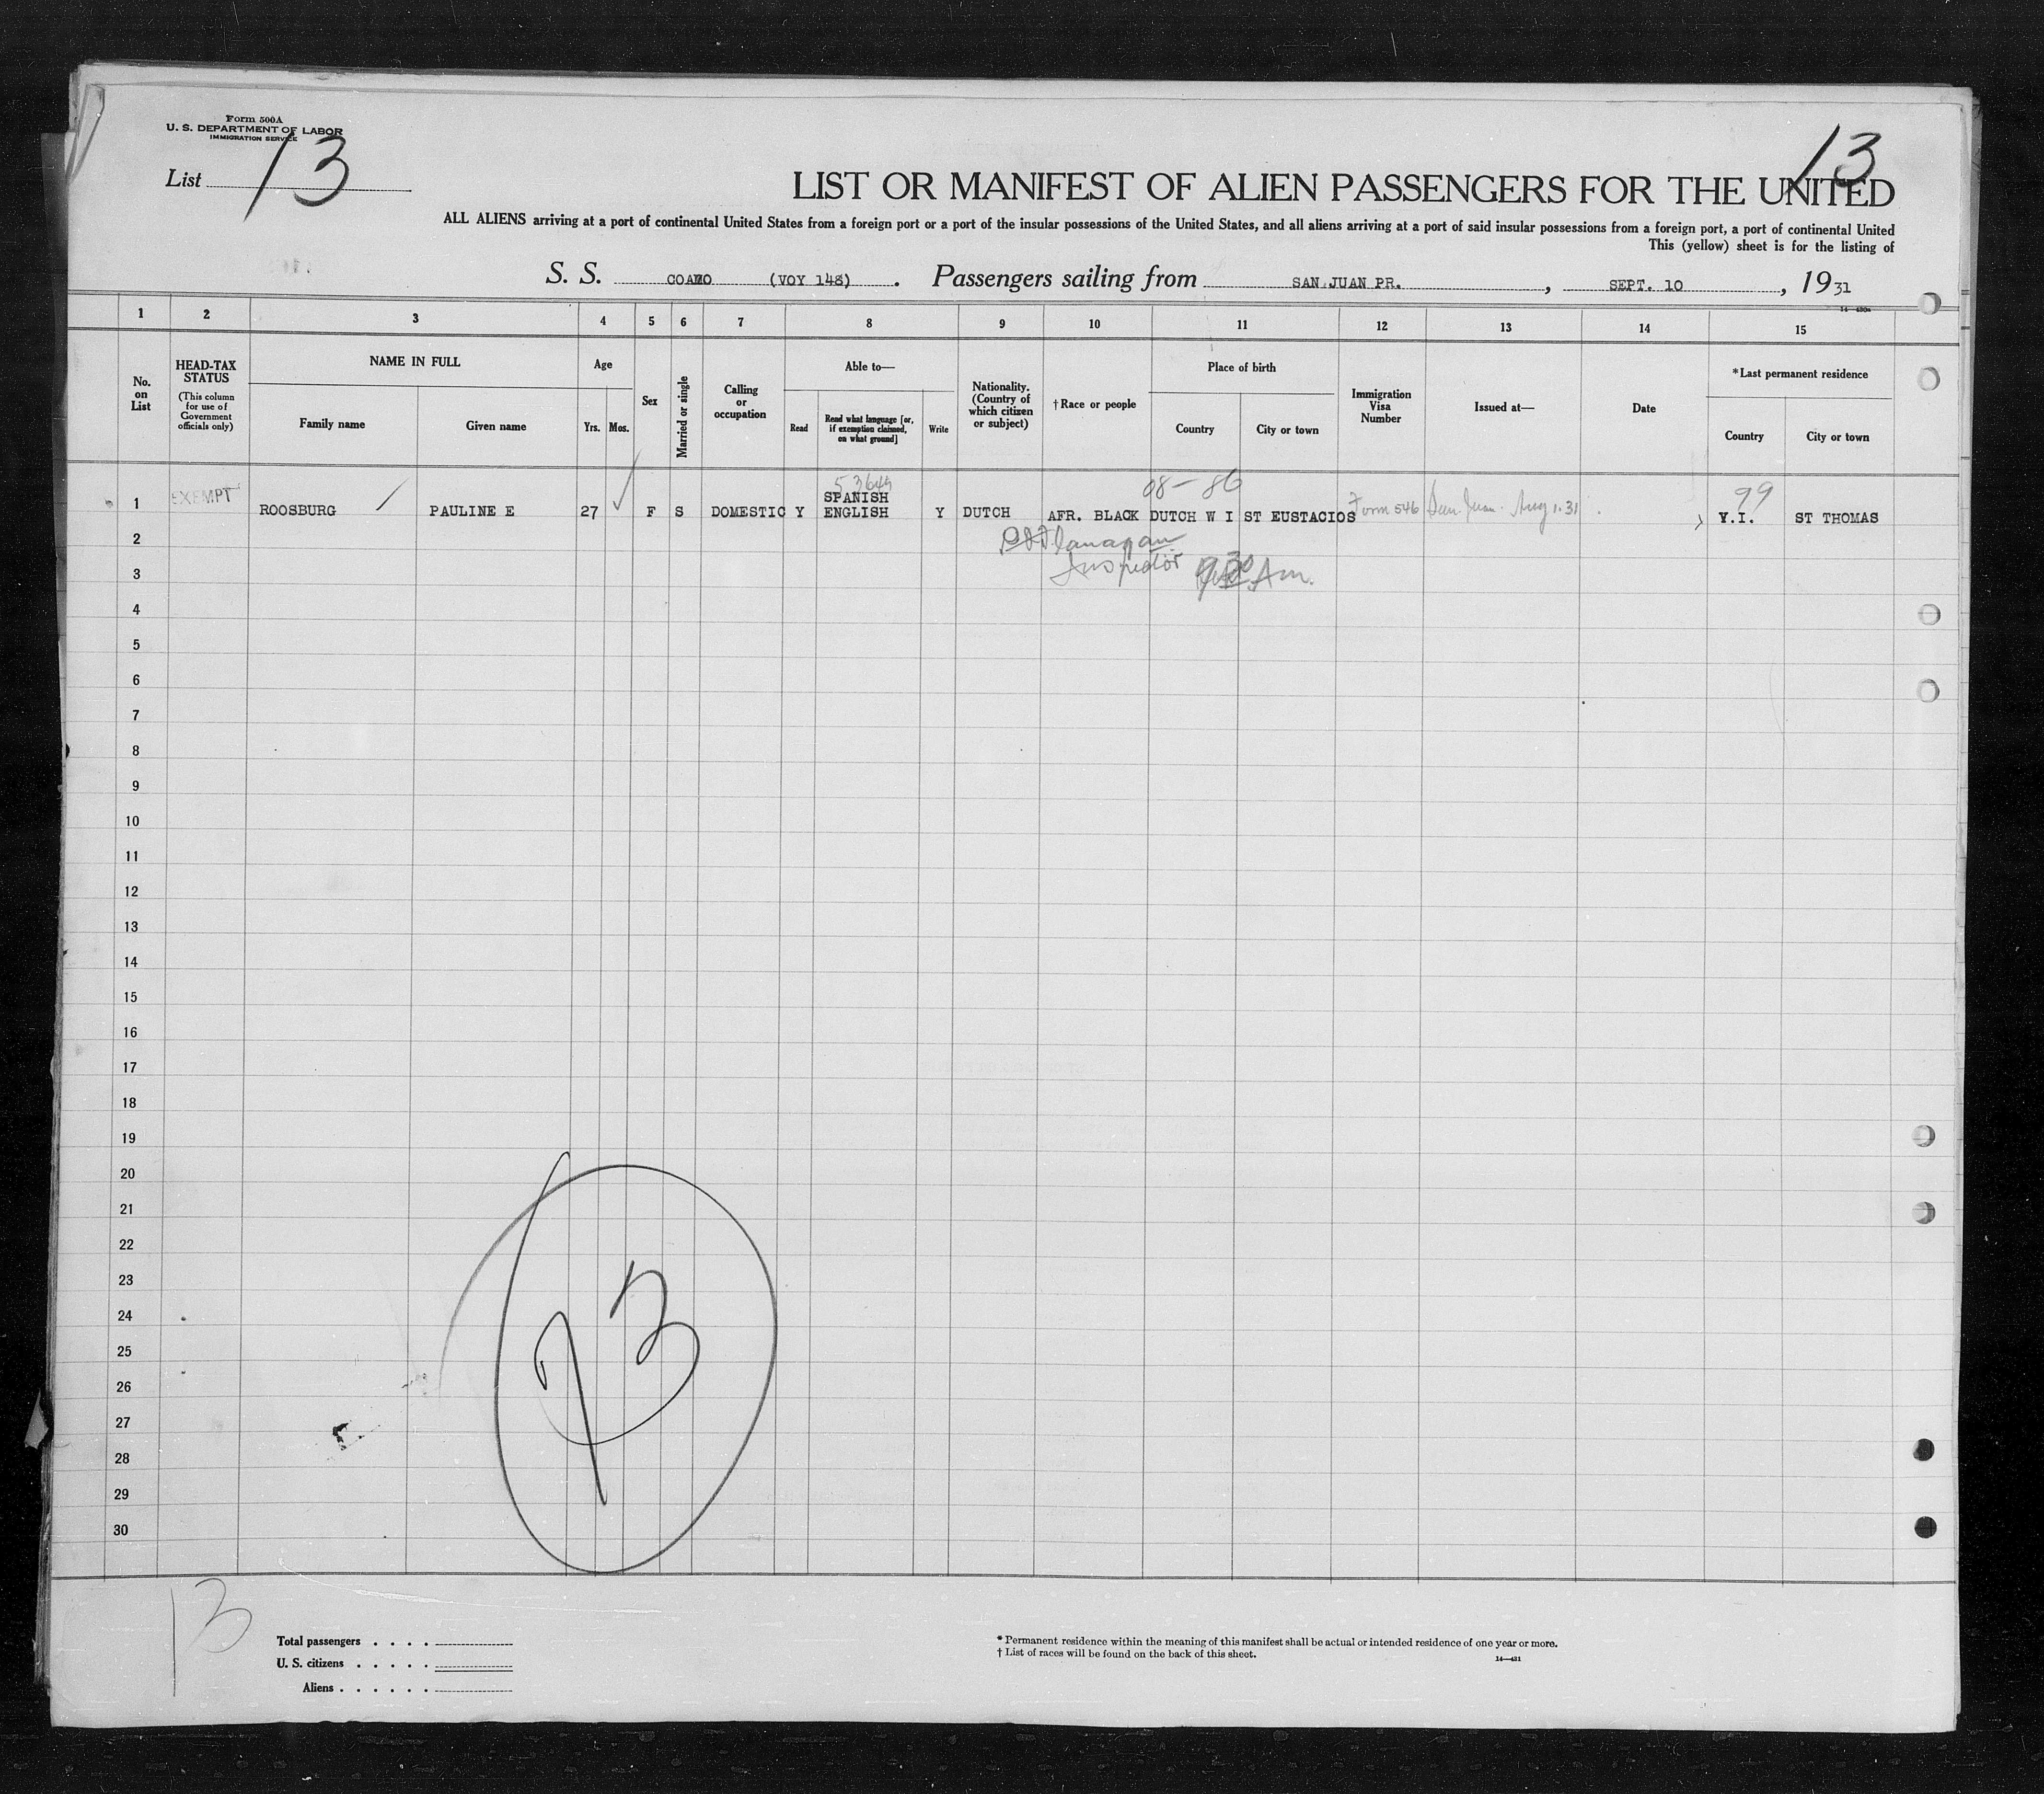 Form 500A
U. S. DEPARTMENT OF LABOR
IMMIGRATION SERVICE
List 13
13
LIST OR MANIFEST OF ALIEN PASSENGERS FOR THE UNITED
ALL ALIENS arriving at a port of continental United States from a foreign port or a port of the insular possessions of the United States, and all aliens arriving at a port of said insular possessions from a foreign port, a port of continental United
This (yellow) sheet is for the listing of
S. S. COAMO (VOY 148). Passengers sailing from SAN JUAN PR., SEPT. 10, 1931
1 2 3 4 5 6 7 8 9 10 11 12 13 14 15
No. on List
HEAD-TAX STATUS
(This column for use of Government officials only)
NAME IN FULL
Family name
Given name
Age
Yrs.
Mos.
Sex
Married or single
Calling or occupation
Able to—
Read
Read what language [or, if exemption claimed, on what ground]
Write
Nationality. (Country of which citizen or subject)
†Race or people
Place of birth
Country
City or town
Immigration Visa Number
Issued at—
Date
*Last permanent residence
Country
City or town
08-86
99
SPANISH
1 EXEMPT ROOSBURG PAULINE E 27 F S DOMESTIC Y ENGLISH Y DUTCH AFR. BLACK DUTCH W I ST EUSTACIOS Form 546 San Juan Aug 1.31 V.I. ST THOMAS
2 Flanagan
3 Inspector 9 30 Am.
4
5
6
7
8
9
10
11
12
13
14
15
16
17
18
19
20
21
22
23
24
25
26
27
28
29
30
13
13
Total passengers
U. S. citizens
Aliens
* Permanent residence within the meaning of this manifest shall be actual or intended residence of one year or more.
† List of races will be found on the back of this sheet.
14—431